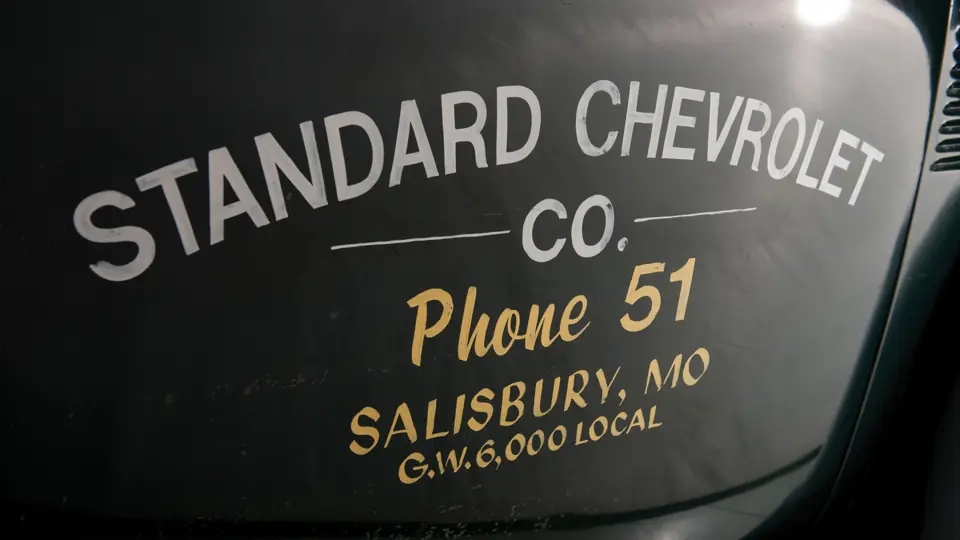 STANDARD CHEVROLET
CO.
Phone 51
SALISBURY, MO
G.W. 6,000 LOCAL